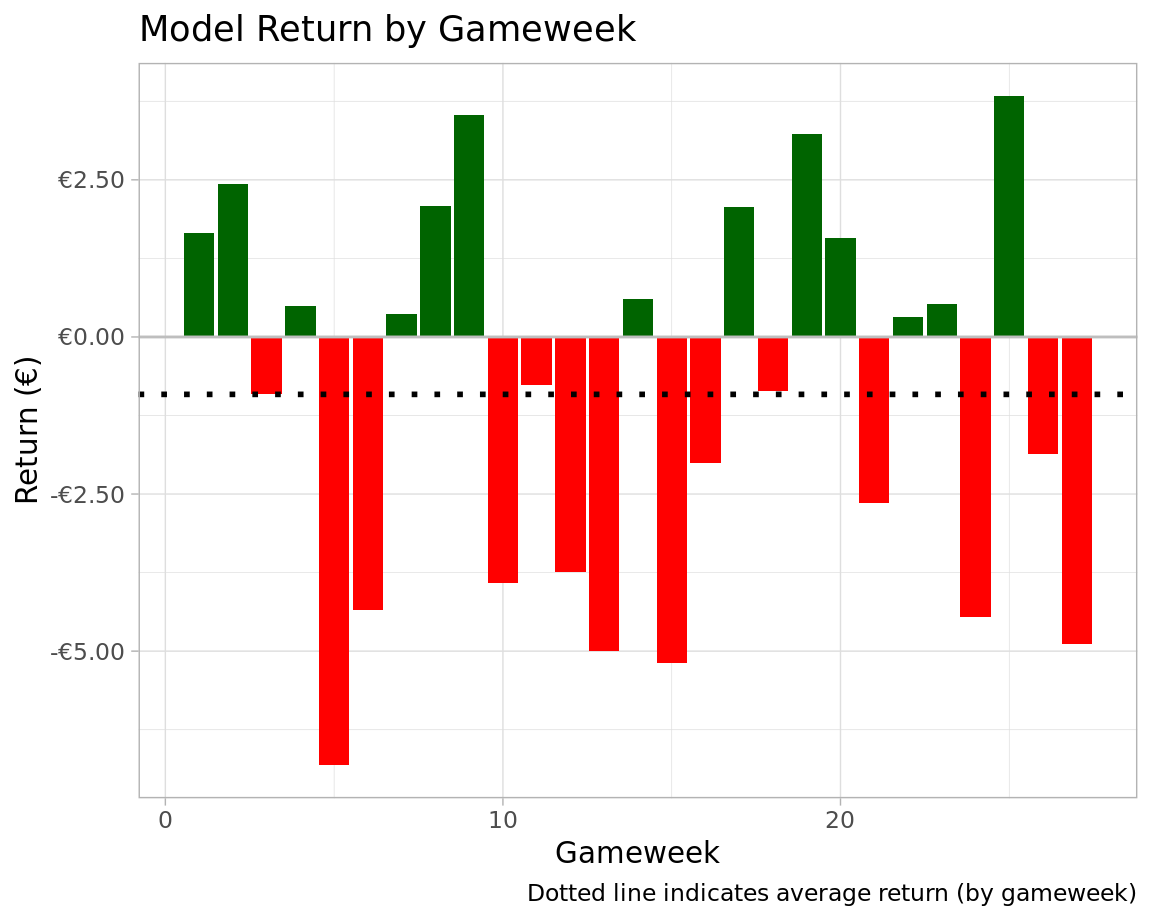 Model Return by Gameweek
€2.50
€0.00
-€2.50
-€5.00
Return (€)
0 10 20
Gameweek
Dotted line indicates average return (by gameweek)